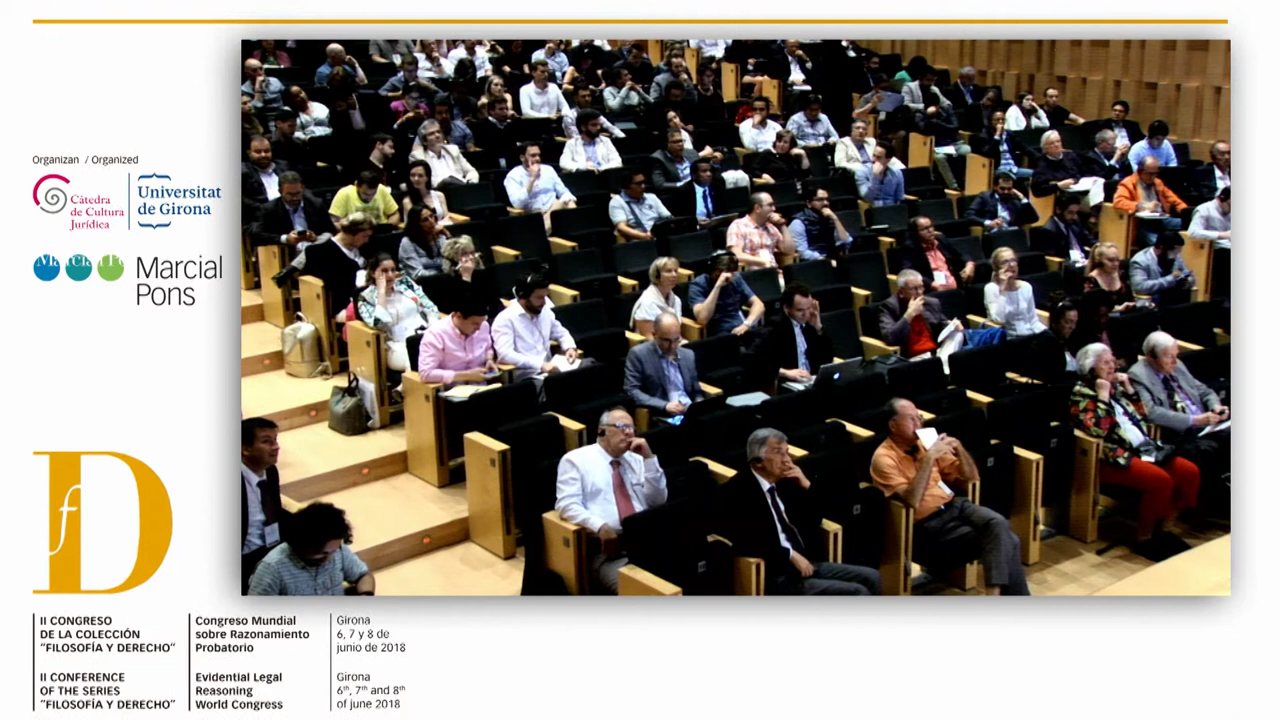 Organizan / Organized
Càtedra
de Cultura
Jurídica
Universitat
de Girona
Marcial
Pons
D
f
II CONGRESO
DE LA COLECCIÓN
"FILOSOFÍA Y DERECHO"
II CONFERENCE
OF THE SERIES
"FILOSOFÍA Y DERECHO"
Congreso Mundial
sobre Razonamiento
Probatorio
Evidential Legal
Reasoning
World Congress
Girona
6, 7 y 8 de
junio de 2018
Girona
6th, 7th and 8th
of june 2018